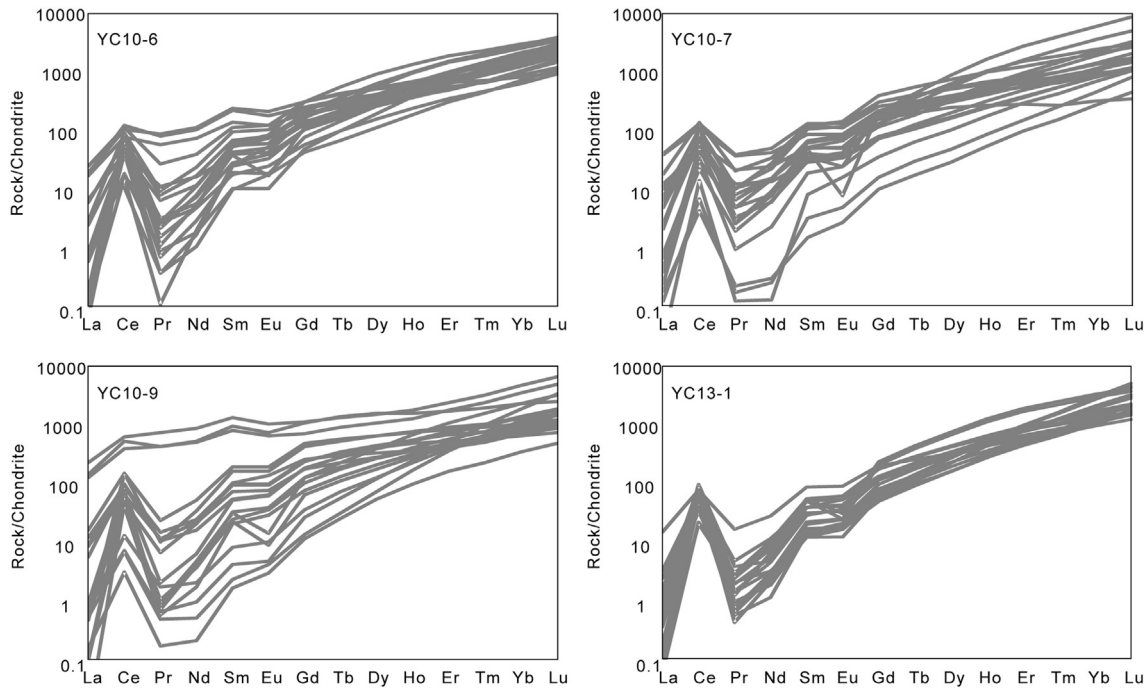 10000
1000
100
10
1
0.1
Rock/Chondrite
YC10-6
La Ce Pr Nd Sm Eu Gd Tb Dy Ho Er Tm Yb Lu
10000
1000
100
10
1
0.1
Rock/Chondrite
YC10-7
La Ce Pr Nd Sm Eu Gd Tb Dy Ho Er Tm Yb Lu
10000
1000
100
10
1
0.1
Rock/Chondrite
YC10-9
La Ce Pr Nd Sm Eu Gd Tb Dy Ho Er Tm Yb Lu
10000
1000
100
10
1
0.1
Rock/Chondrite
YC13-1
La Ce Pr Nd Sm Eu Gd Tb Dy Ho Er Tm Yb Lu